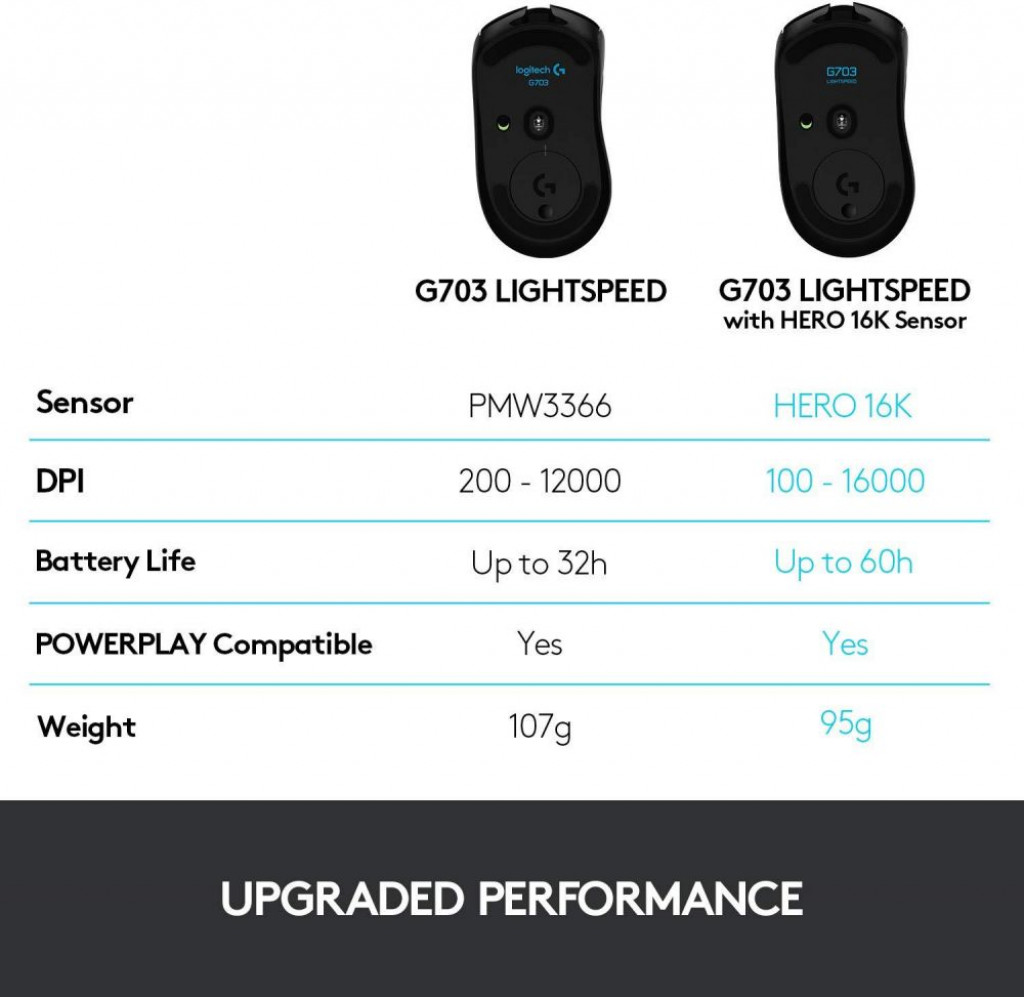 logitech G
G703
G703
LIGHTSPEED
G703 LIGHTSPEED
G703 LIGHTSPEED
with HERO 16K Sensor
Sensor PMW3366 HERO 16K
DPI 200 - 12000 100 - 16000
Battery Life Up to 32h Up to 60h
POWERPLAY Compatible Yes Yes
Weight 107g 95g
UPGRADED PERFORMANCE